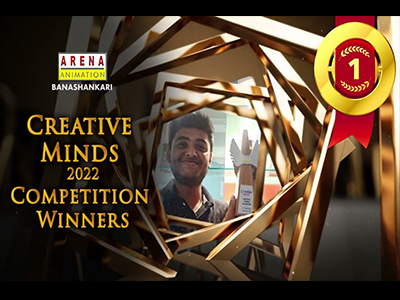 ARENA
ANIMATION
BANASHANKARI
CREATIVE
MINDS
2022
COMPETITION
WINNERS
1